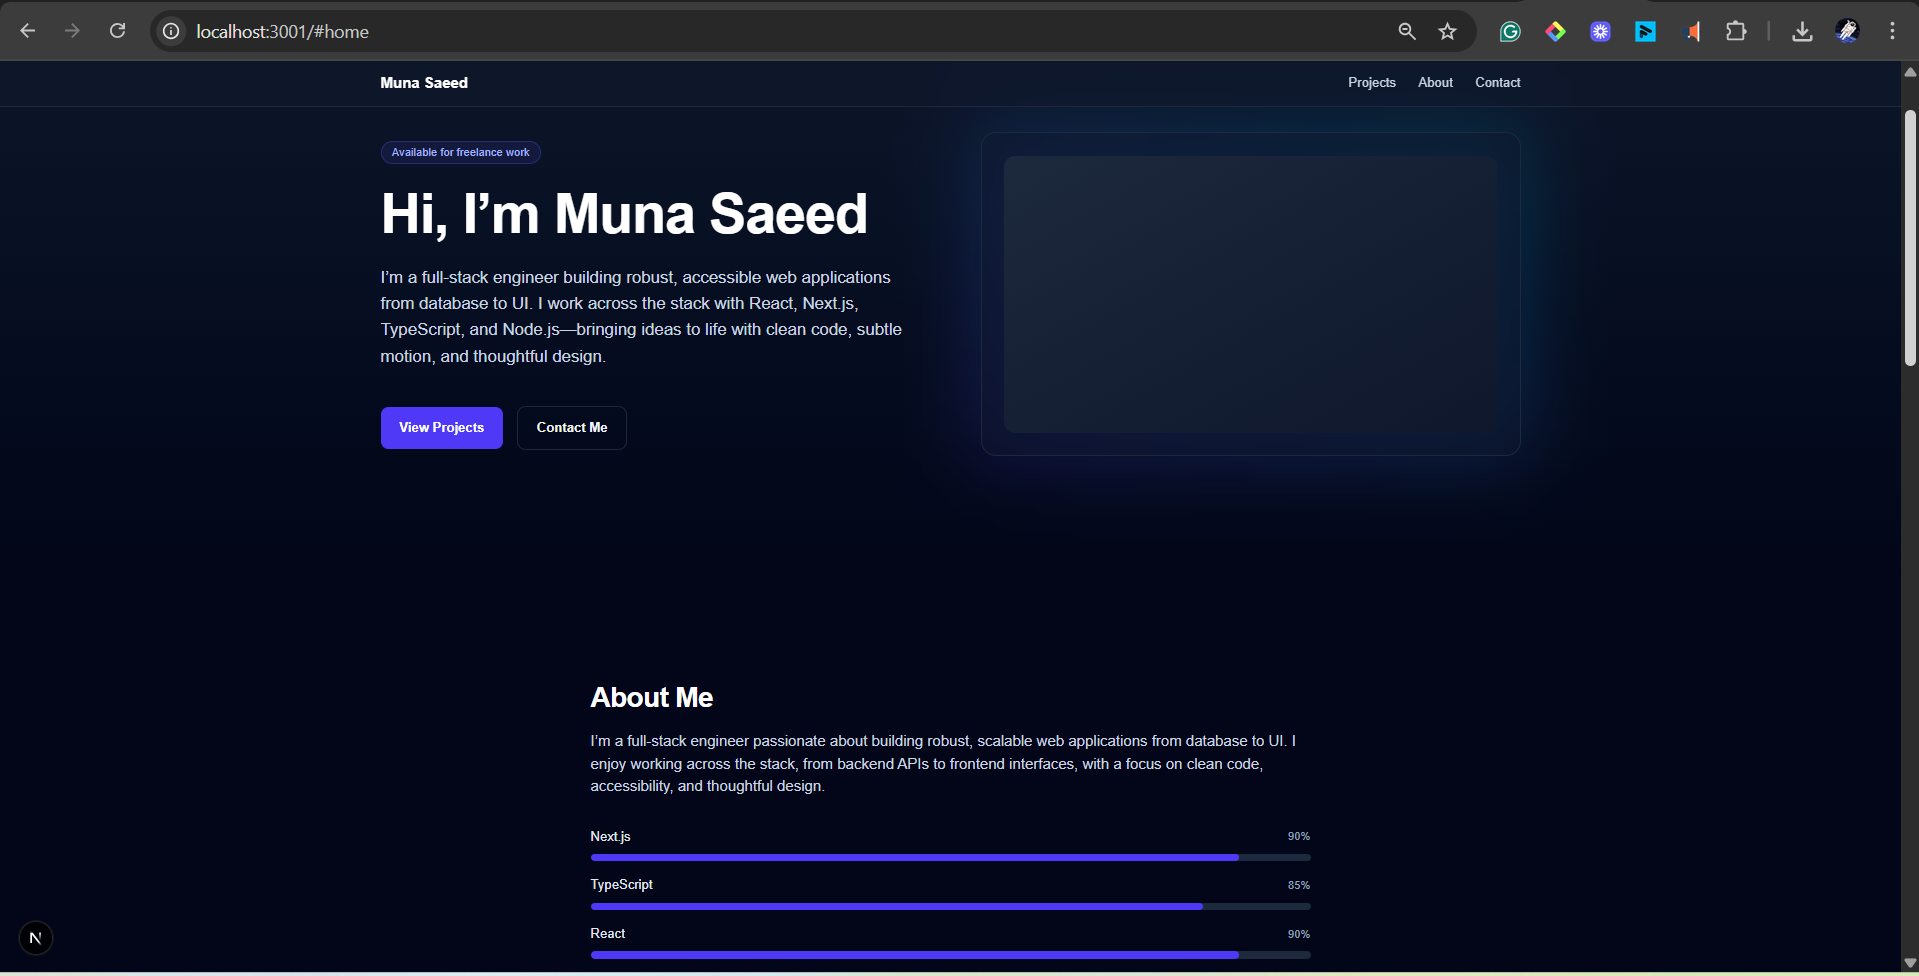 localhost:3001/#home
Muna Saeed
Projects
About
Contact
Available for freelance work
Hi, I’m Muna Saeed
I’m a full-stack engineer building robust, accessible web applications
from database to UI. I work across the stack with React, Next.js,
TypeScript, and Node.js—bringing ideas to life with clean code, subtle
motion, and thoughtful design.
View Projects
Contact Me
About Me
I’m a full-stack engineer passionate about building robust, scalable web applications from database to UI. I
enjoy working across the stack, from backend APIs to frontend interfaces, with a focus on clean code,
accessibility, and thoughtful design.
Next.js 90%
TypeScript 85%
React 90%
N